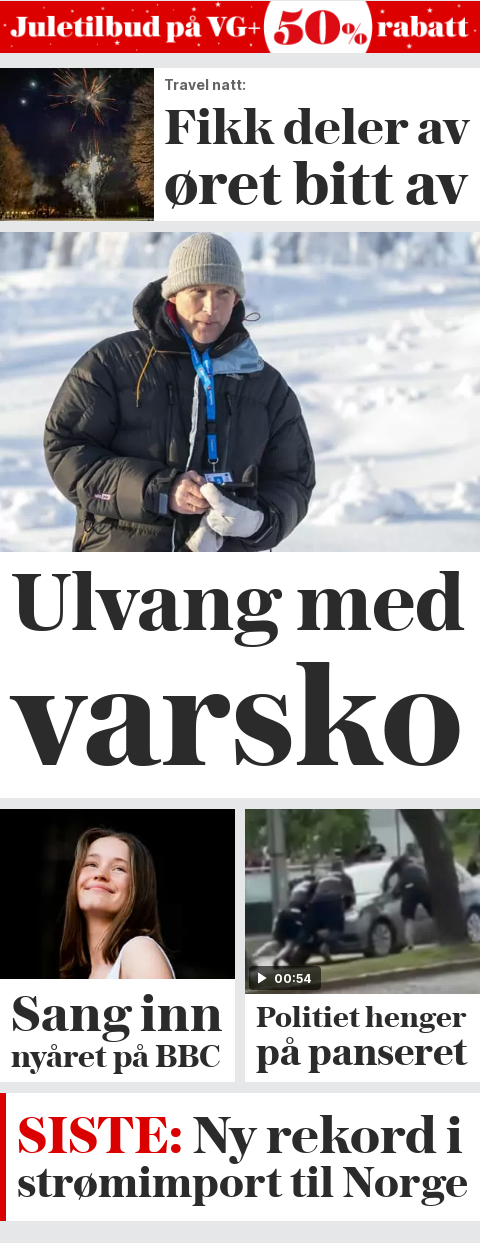 Juletilbud på VG+ 50% rabatt
Travel natt:
Fikk deler av
øret bitt av
Ulvang med
varsko
Sang inn
nyåret på BBC
00:54
Politiet henger
på panseret
SISTE: Ny rekord i
strømimport til Norge